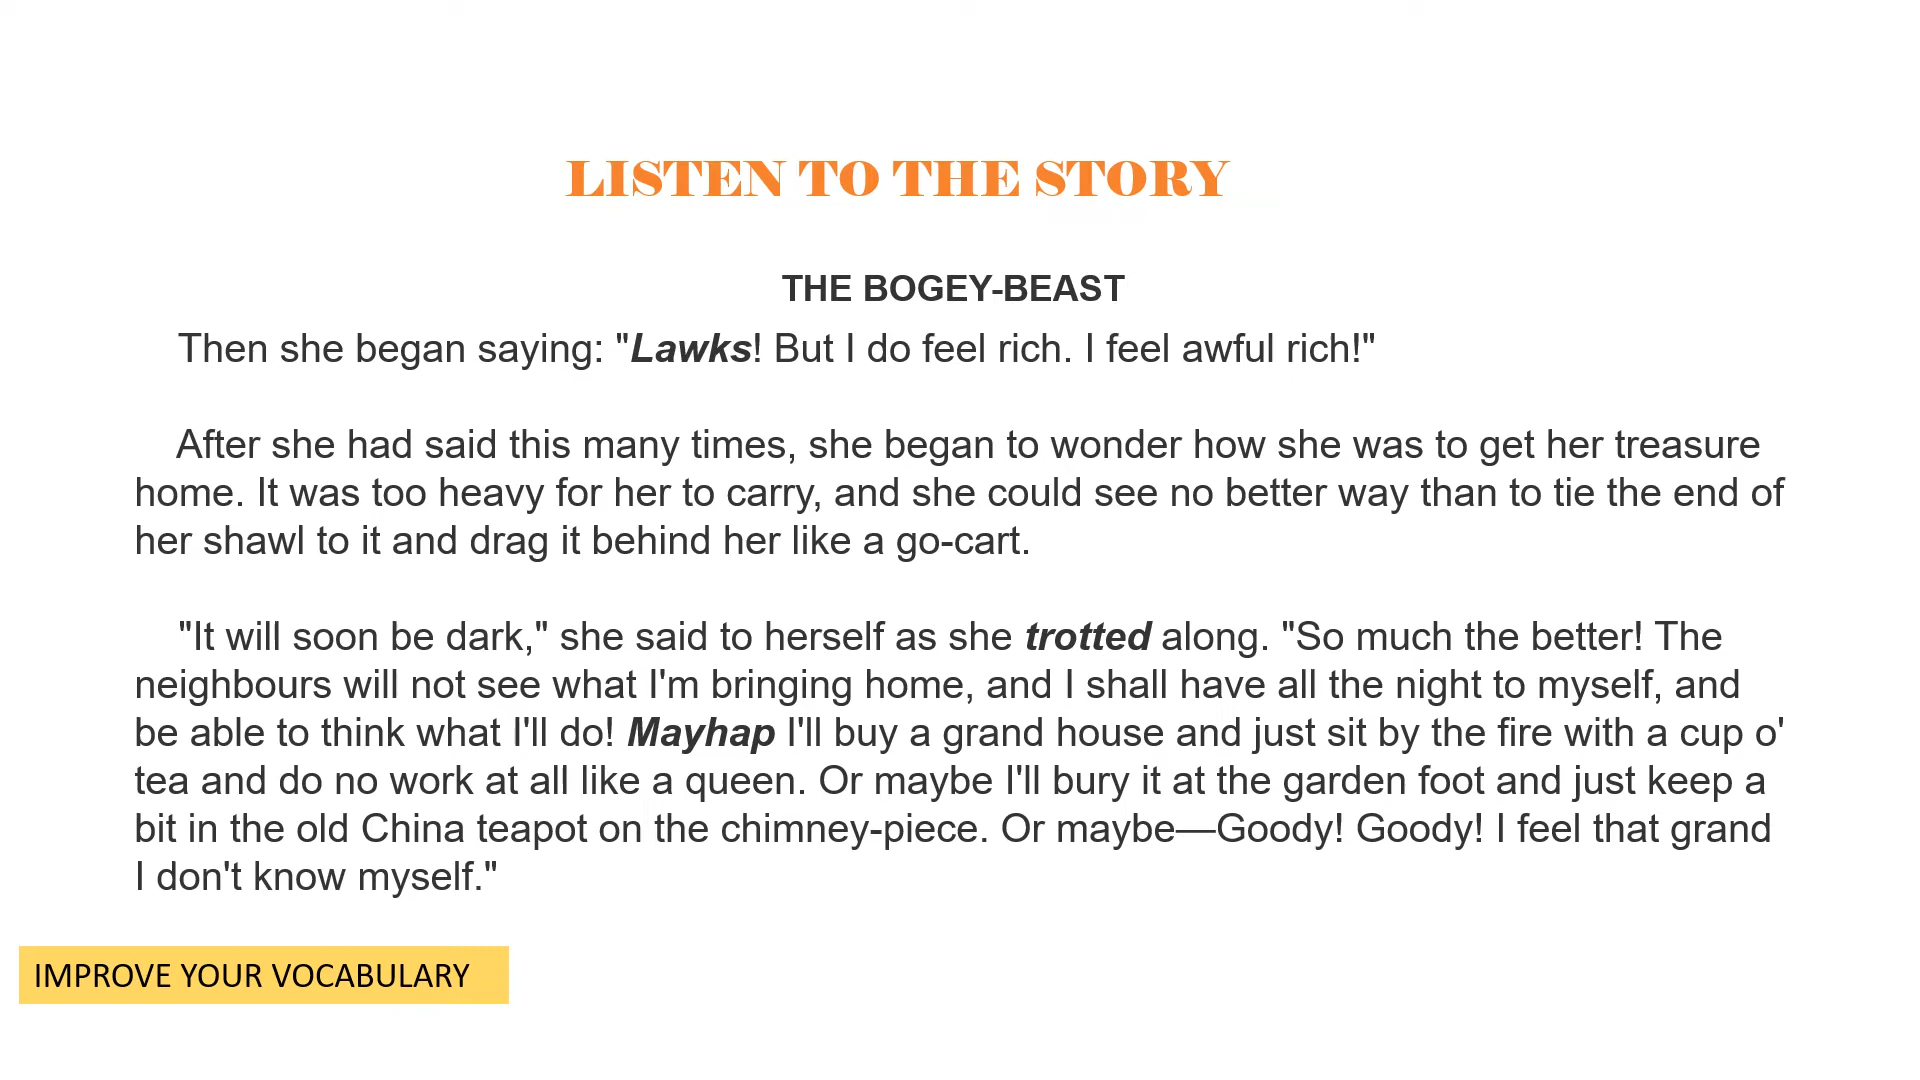 LISTEN TO THE STORY
THE BOGEY-BEAST
Then she began saying: "Lawks! But I do feel rich. I feel awful rich!"
After she had said this many times, she began to wonder how she was to get her treasure
home. It was too heavy for her to carry, and she could see no better way than to tie the end of
her shawl to it and drag it behind her like a go-cart.
"It will soon be dark," she said to herself as she trotted along. "So much the better! The
neighbours will not see what I'm bringing home, and I shall have all the night to myself, and
be able to think what I'll do! Mayhap I'll buy a grand house and just sit by the fire with a cup o'
tea and do no work at all like a queen. Or maybe I'll bury it at the garden foot and just keep a
bit in the old China teapot on the chimney-piece. Or maybe—Goody! Goody! I feel that grand
I don't know myself."
IMPROVE YOUR VOCABULARY